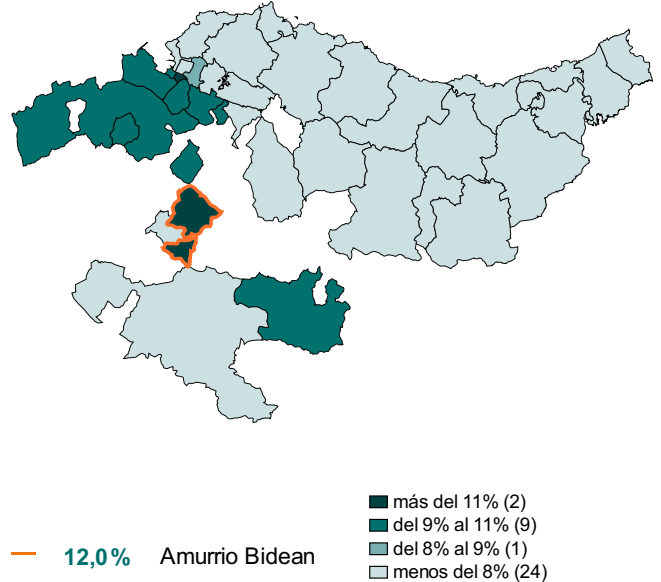 más del 11% (2)
del 9% al 11% (9)
del 8% al 9% (1)
menos del 8% (24)
12,0% Amurrio Bidean